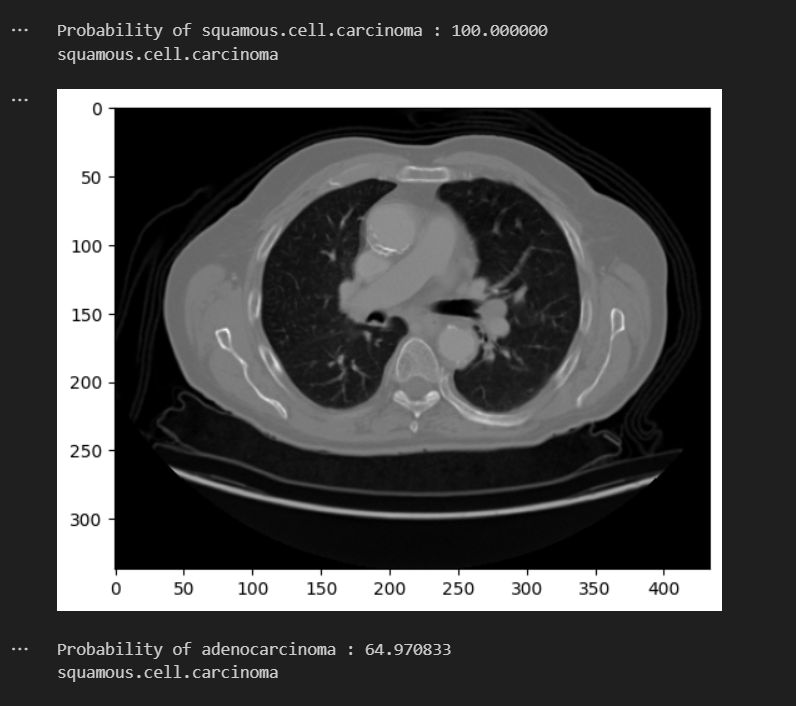 ... Probability of squamous.cell.carcinoma : 100.000000
squamous.cell.carcinoma
...
0
50
100
150
200
250
300
0 50 100 150 200 250 300 350 400
... Probability of adenocarcinoma : 64.970833
squamous.cell.carcinoma